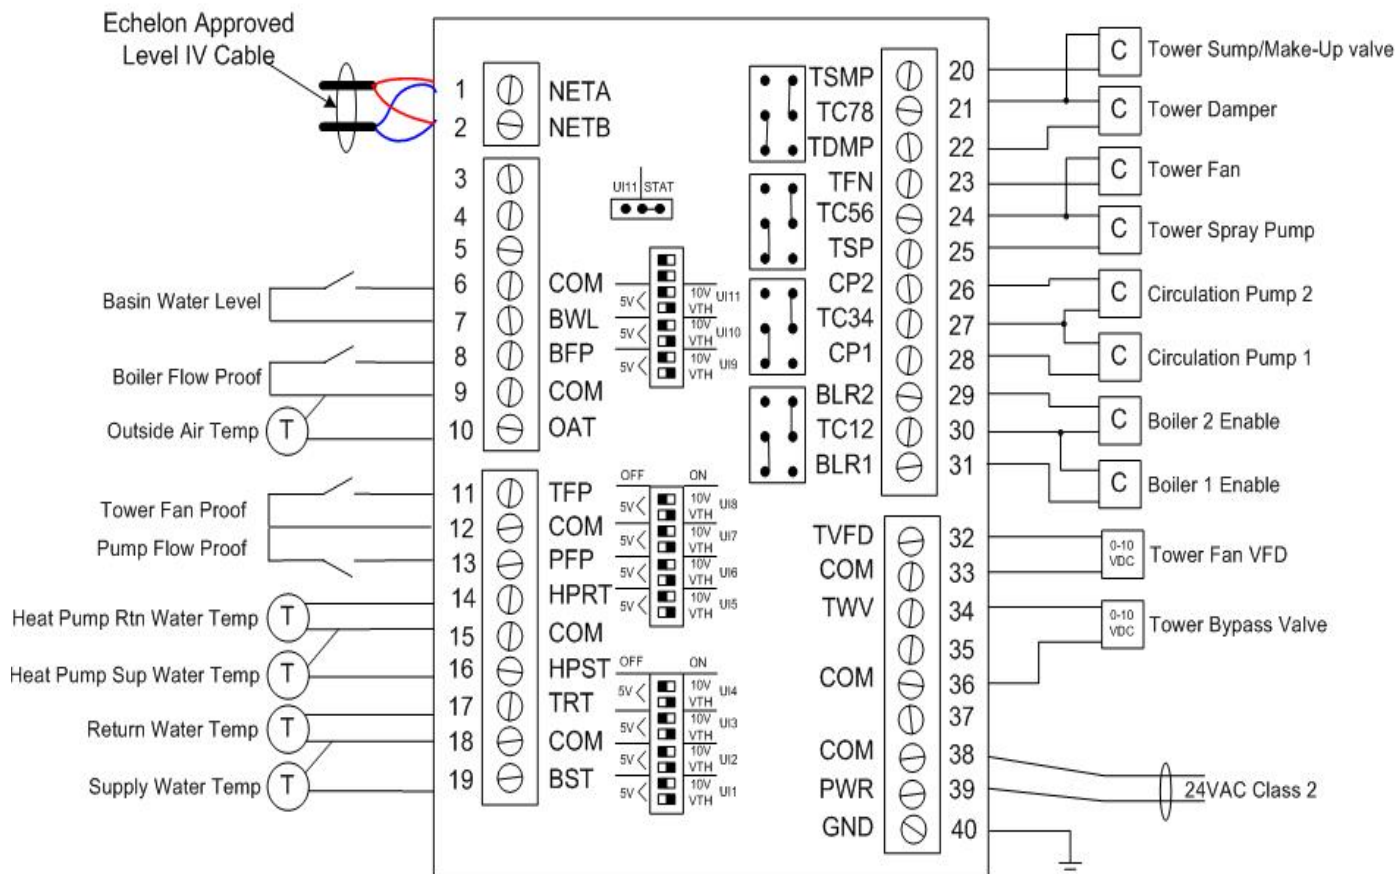 Echelon Approved
Level IV Cable
1 NETA
2 NETB
3
4
5
6 COM
7 BWL
8 BFP
9 COM
10 OAT
11 TFP
12 COM
13 PFP
14 HPRT
15 COM
16 HPST
17 TRT
18 COM
19 BST
Basin Water Level
Boiler Flow Proof
Outside Air Temp T
Tower Fan Proof
Pump Flow Proof
Heat Pump Rtn Water Temp T
Heat Pump Sup Water Temp T
Return Water Temp T
Supply Water Temp T
UI11 STAT
5V 10V VTH UI11
5V 10V VTH UI10
5V 10V VTH UI9
OFF ON
5V 10V VTH UI8
5V 10V VTH UI7
5V 10V VTH UI6
5V 10V VTH UI5
OFF ON
5V 10V VTH UI4
5V 10V VTH UI3
5V 10V VTH UI2
5V 10V VTH UI1
TSMP 20
TC78 21
TDMP 22
TFN 23
TC56 24
TSP 25
CP2 26
TC34 27
CP1 28
BLR2 29
TC12 30
BLR1 31
TVFD 32
COM 33
TWV 34
35
COM 36
37
COM 38
PWR 39
GND 40
C Tower Sump/Make-Up valve
C Tower Damper
C Tower Fan
C Tower Spray Pump
C Circulation Pump 2
C Circulation Pump 1
C Boiler 2 Enable
C Boiler 1 Enable
0-10 VDC Tower Fan VFD
0-10 VDC Tower Bypass Valve
24VAC Class 2